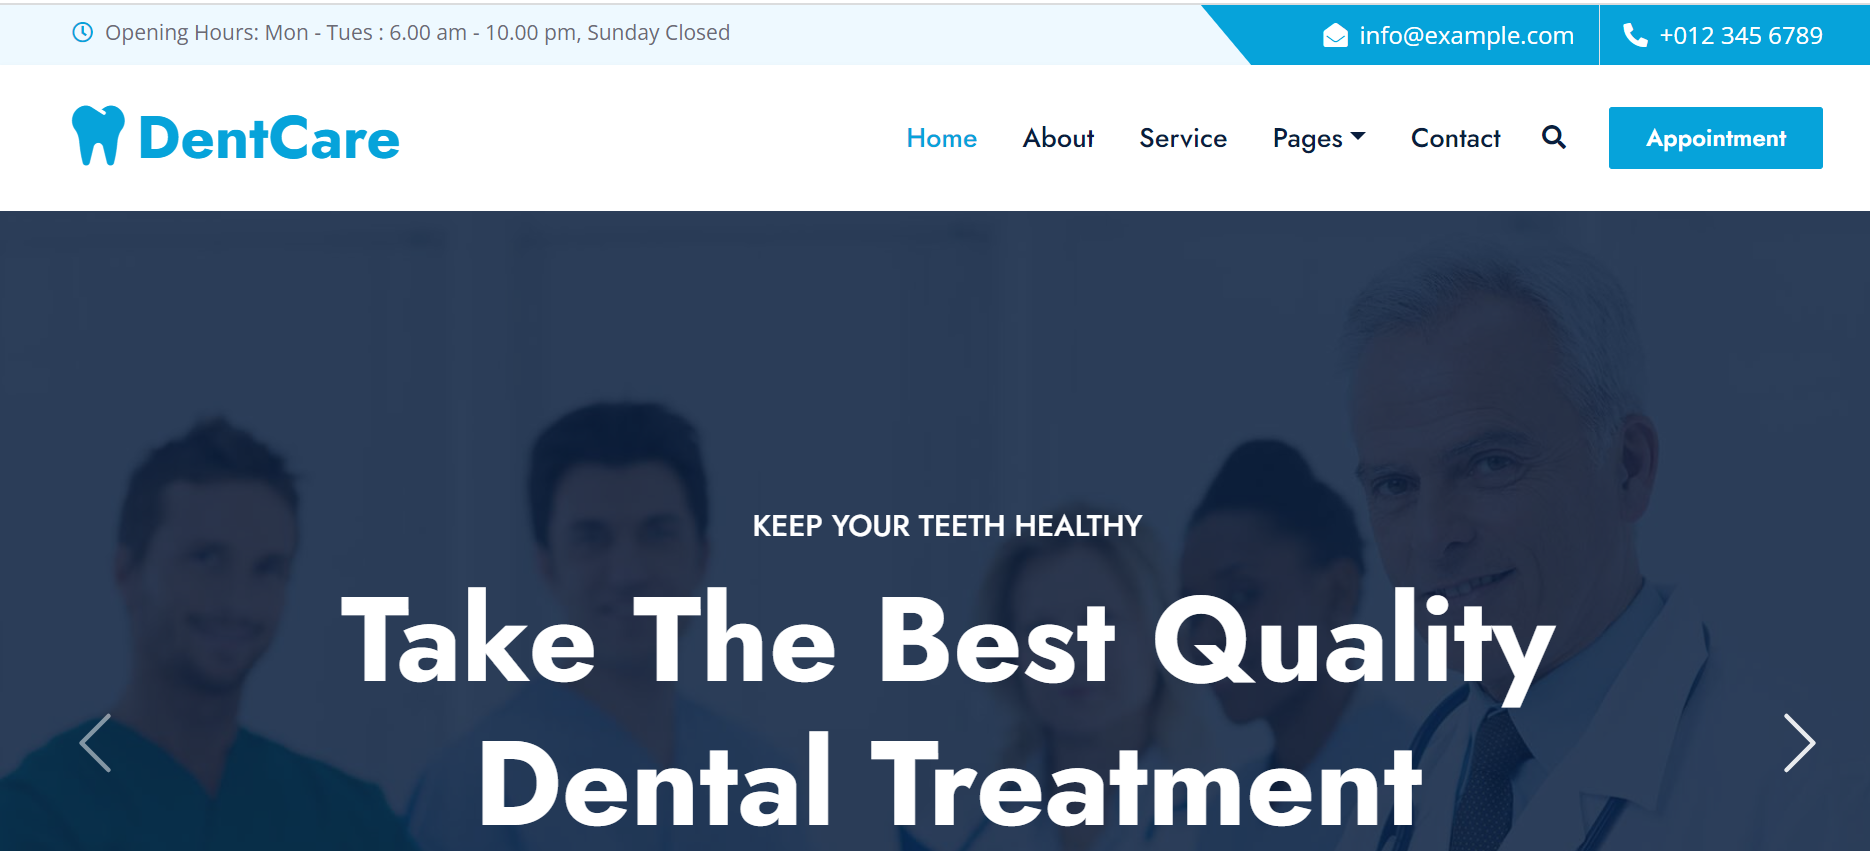 Opening Hours: Mon - Tues : 6.00 am - 10.00 pm, Sunday Closed
info@example.com
+012 345 6789
DentCare
Home About Service Pages Contact Appointment
KEEP YOUR TEETH HEALTHY
Take The Best Quality
Dental Treatment